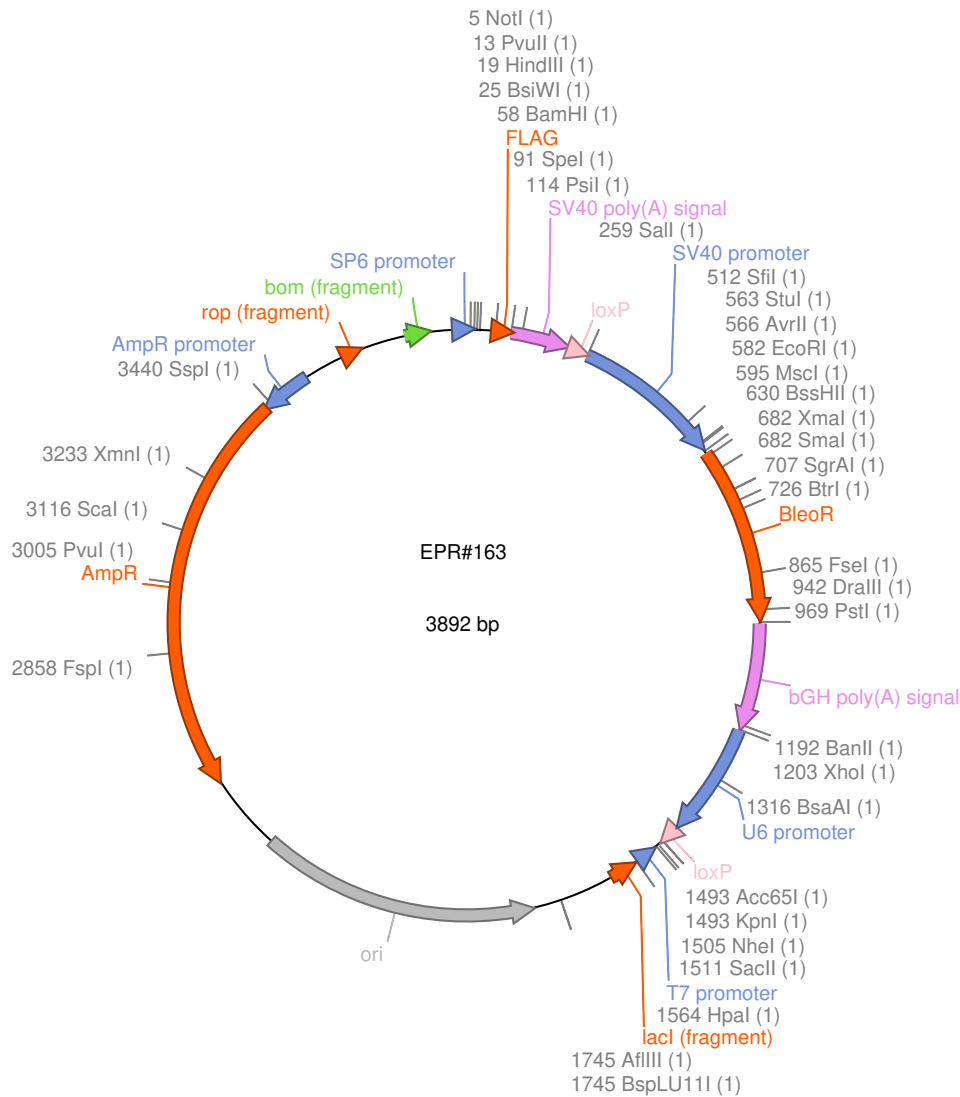 5 NotI (1)
13 PvuII (1)
19 HindIII (1)
25 BsiWI (1)
58 BamHI (1)
FLAG
91 SpeI (1)
114 PsiI (1)
SV40 poly(A) signal
259 SalI (1)
SV40 promoter
512 SfiI (1)
563 StuI (1)
566 AvrII (1)
582 EcoRI (1)
595 MscI (1)
630 BssHII (1)
682 XmaI (1)
682 SmaI (1)
707 SgrAI (1)
726 BtrI (1)
BleoR
865 FseI (1)
942 DraIII (1)
969 PstI (1)
bGH poly(A) signal
1192 BanII (1)
1203 XhoI (1)
1316 BsaAI (1)
U6 promoter
loxP
1493 Acc65I (1)
1493 KpnI (1)
1505 NheI (1)
1511 SacII (1)
T7 promoter
1564 HpaI (1)
lacI (fragment)
1745 AflIII (1)
1745 BspLU11I (1)
ori
2858 FspI (1)
AmpR
3005 PvuI (1)
3116 ScaI (1)
3233 XmnI (1)
3440 SspI (1)
AmpR promoter
rop (fragment)
bom (fragment)
SP6 promoter
loxP
EPR#163
3892 bp